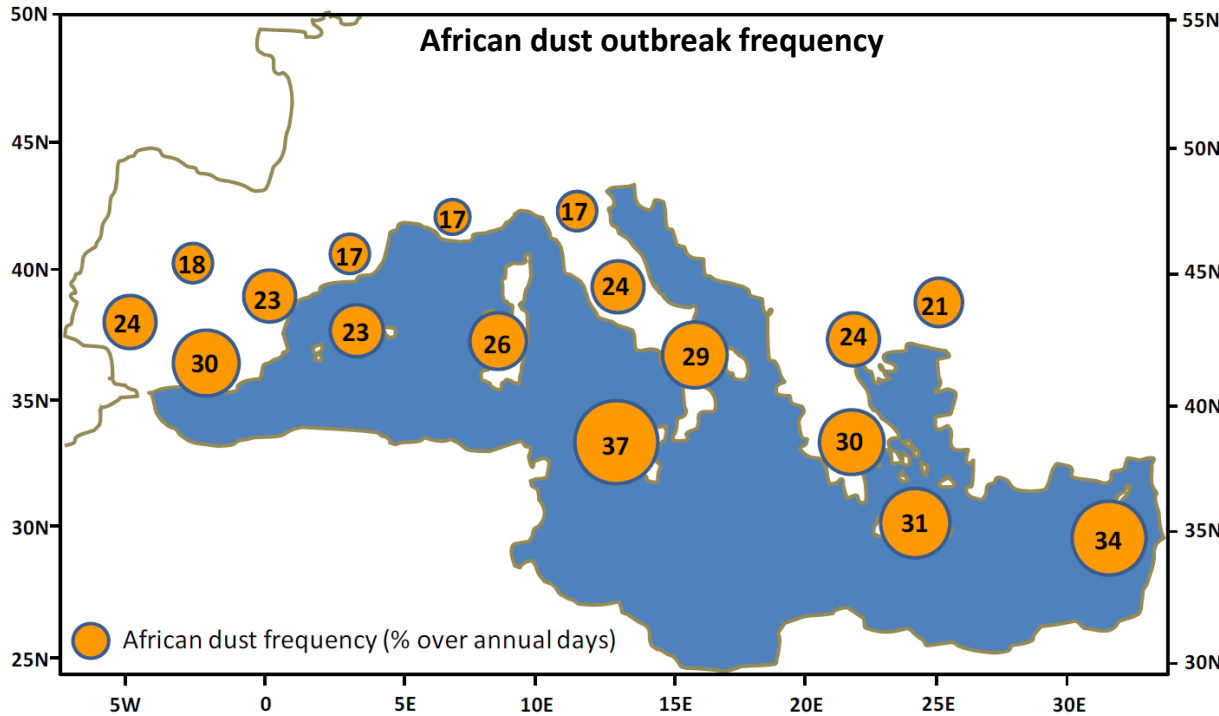 African dust outbreak frequency
50N
55N
45N
50N
17
17
17
40N
45N
18
24
23
21
24
23
26
24
30
29
35N
40N
37
30
30N
31
35N
34
African dust frequency (% over annual days)
25N
30N
5W 0 5E 10E 15E 20E 25E 30E